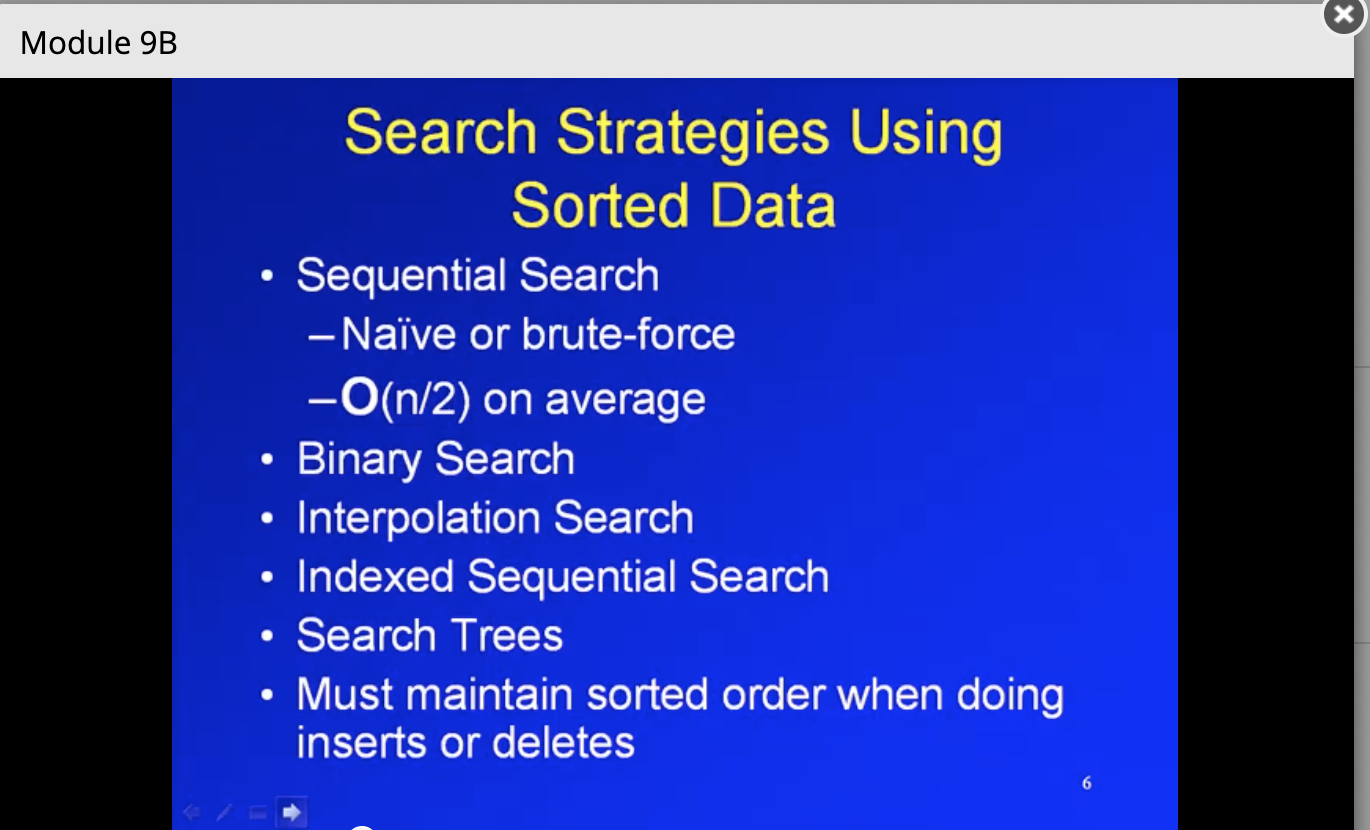 Module 9B
Search Strategies Using
Sorted Data
• Sequential Search
–Naïve or brute-force
–O(n/2) on average
• Binary Search
• Interpolation Search
• Indexed Sequential Search
• Search Trees
• Must maintain sorted order when doing
inserts or deletes
6